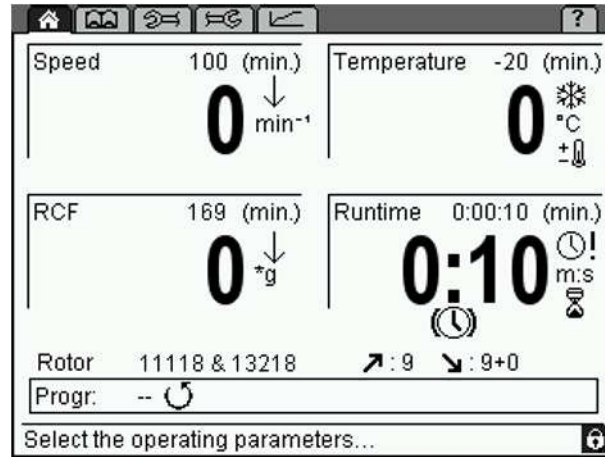 ?
Speed 100 (min.)
0 min⁻¹
Temperature -20 (min.)
0 °C
±
RCF 169 (min.)
0 *g
Runtime 0:00:10 (min.)
0:10 ! m:s
Rotor 11118 & 13218 : 9 : 9+0
Progr: --
Select the operating parameters...